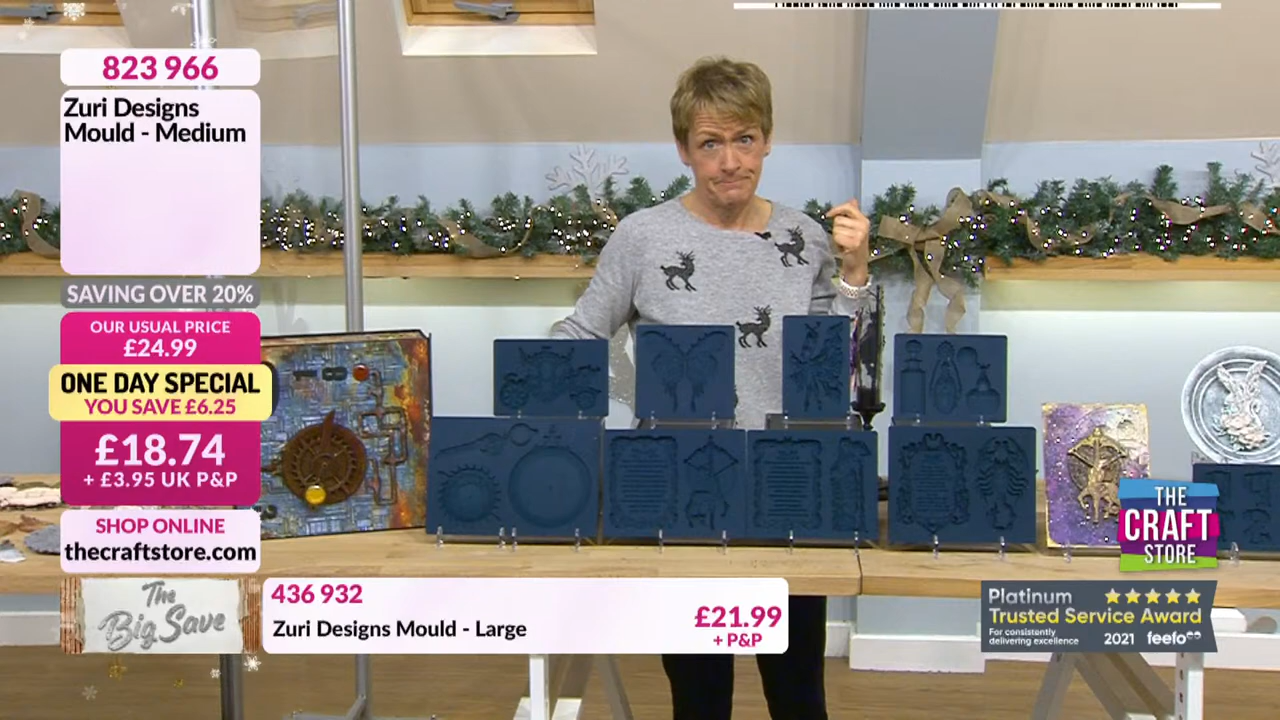 823 966
Zuri Designs
Mould - Medium
SAVING OVER 20%
OUR USUAL PRICE
£24.99
ONE DAY SPECIAL
YOU SAVE £6.25
£18.74
+ £3.95 UK P&P
SHOP ONLINE
thecraftstore.com
The
Big Save
436 932
Zuri Designs Mould - Large
£21.99
+ P&P
THE
CRAFT
STORE
Platinum
Trusted Service Award
For consistently
delivering excellence
2021 feefo